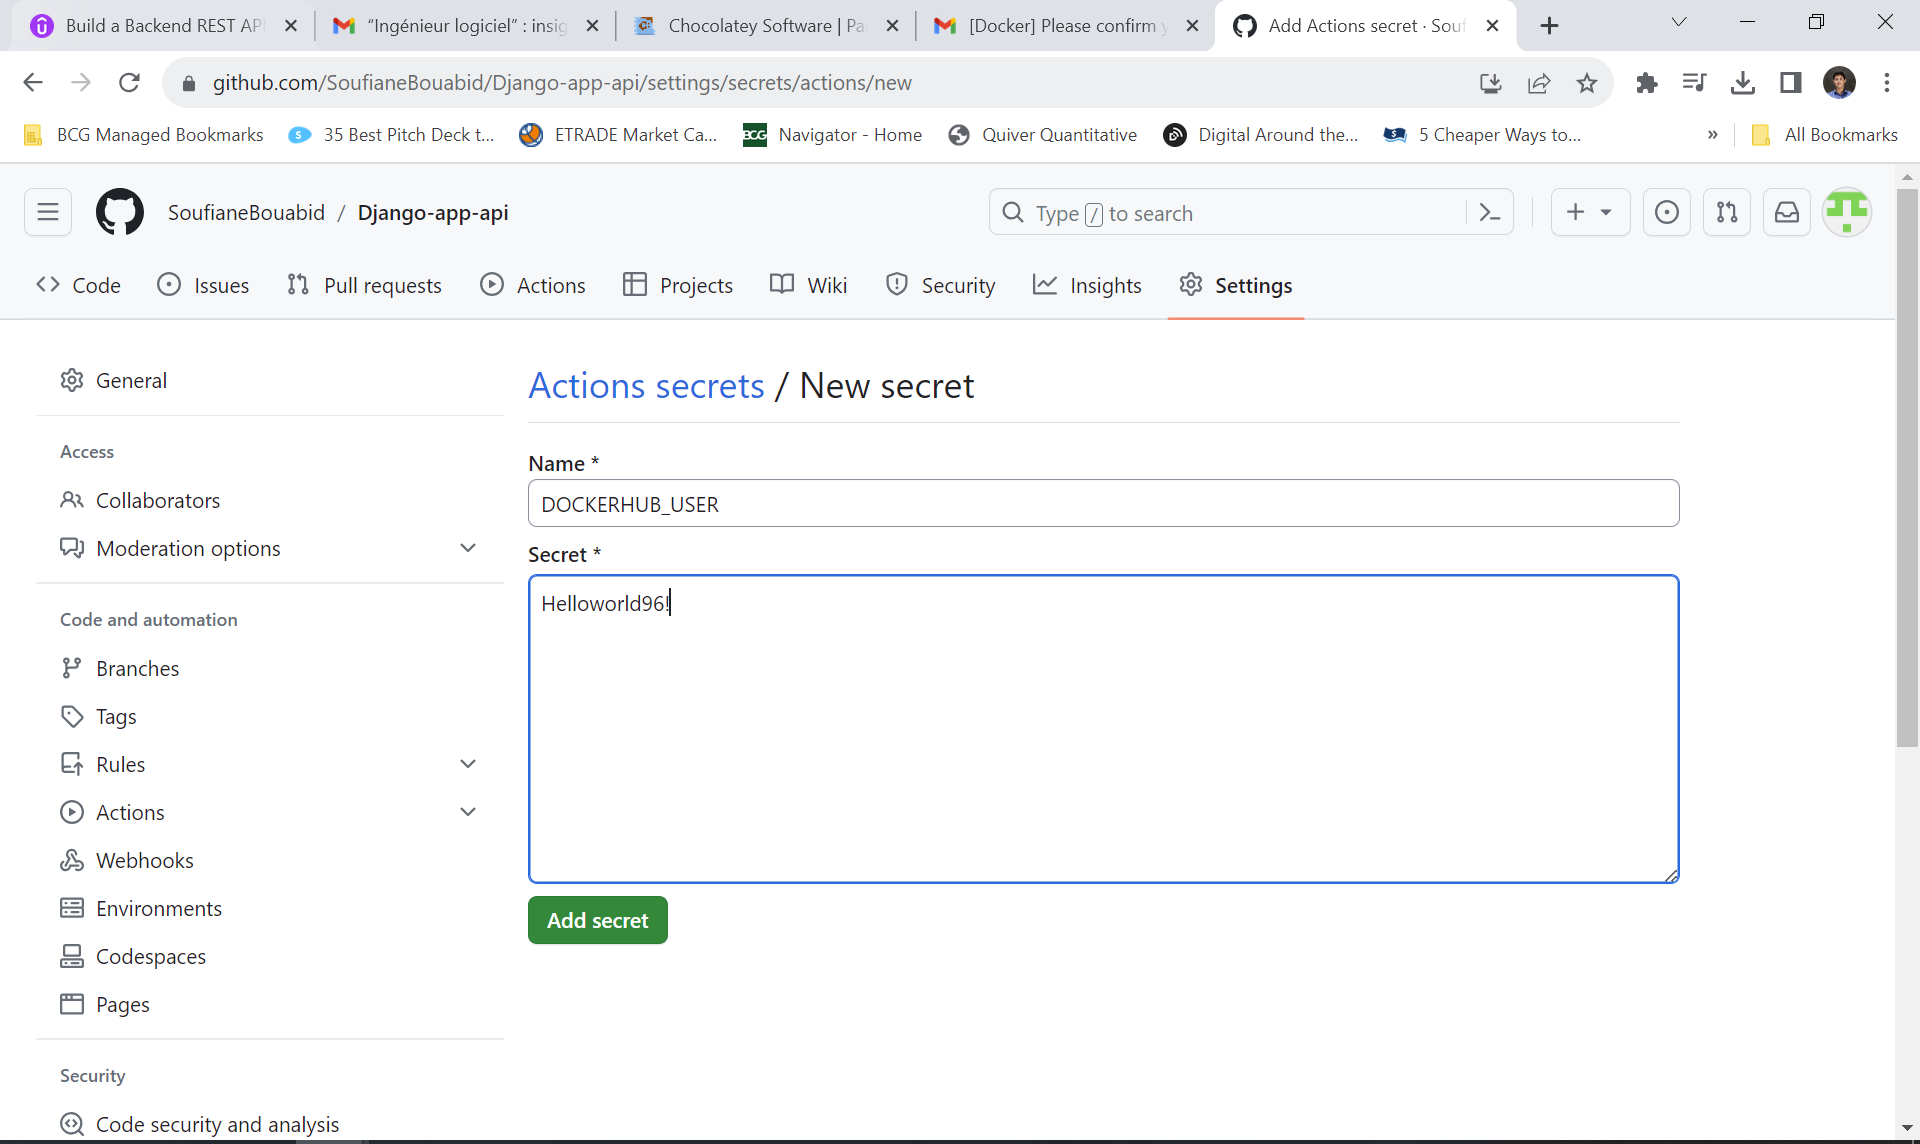 Build a Backend REST API
“Ingénieur logiciel” : insig
Chocolatey Software | Pa
[Docker] Please confirm y
Add Actions secret · Souf
github.com/SoufianeBouabid/Django-app-api/settings/secrets/actions/new
BCG Managed Bookmarks
35 Best Pitch Deck t...
ETRADE Market Ca...
BCG
Navigator - Home
Quiver Quantitative
Digital Around the...
5 Cheaper Ways to...
»
All Bookmarks
SoufianeBouabid / Django-app-api
Type / to search
Code
Issues
Pull requests
Actions
Projects
Wiki
Security
Insights
Settings
General
Access
Collaborators
Moderation options
Code and automation
Branches
Tags
Rules
Actions
Webhooks
Environments
Codespaces
Pages
Security
Code security and analysis
Actions secrets / New secret
Name *
DOCKERHUB_USER
Secret *
Helloworld96!
Add secret